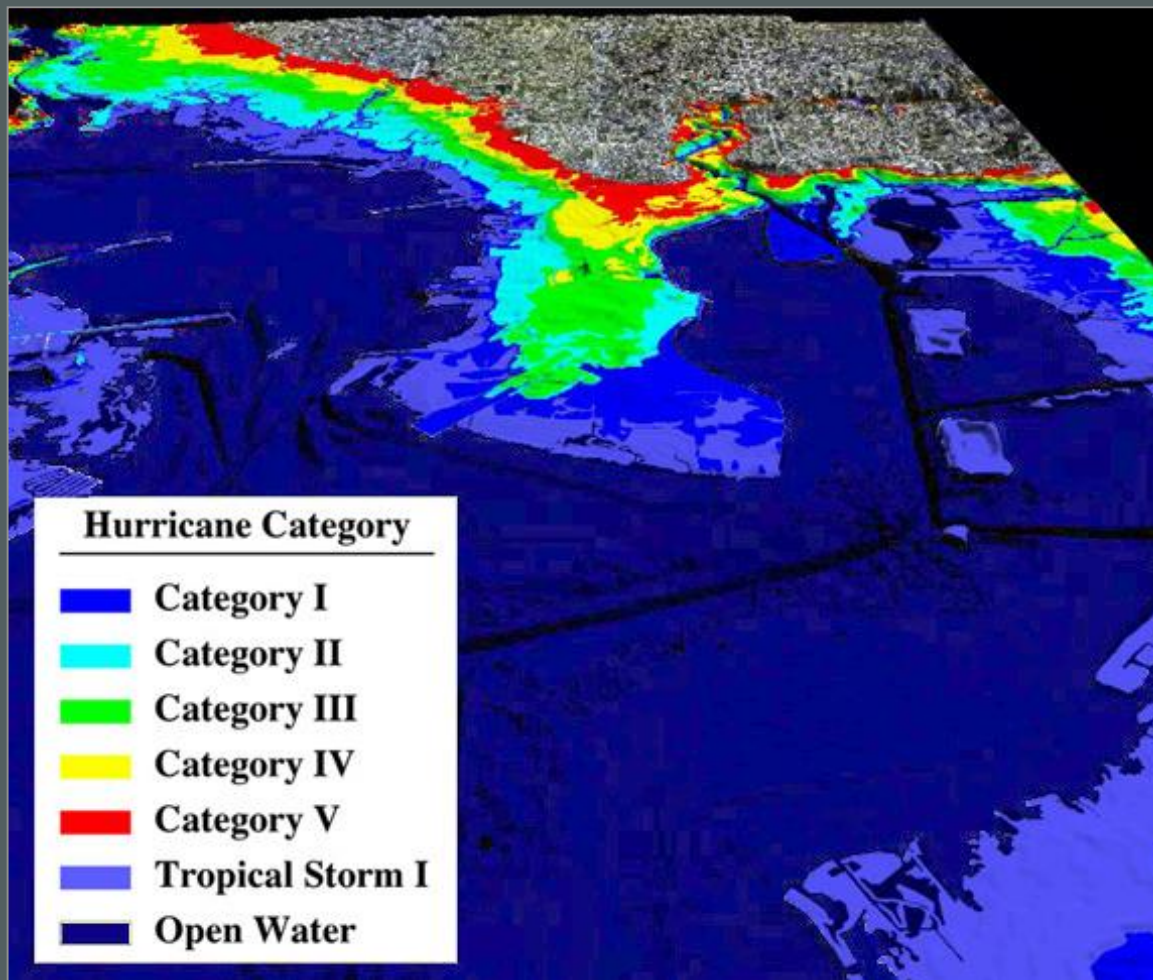 Hurricane Category
Category I
Category II
Category III
Category IV
Category V
Tropical Storm I
Open Water